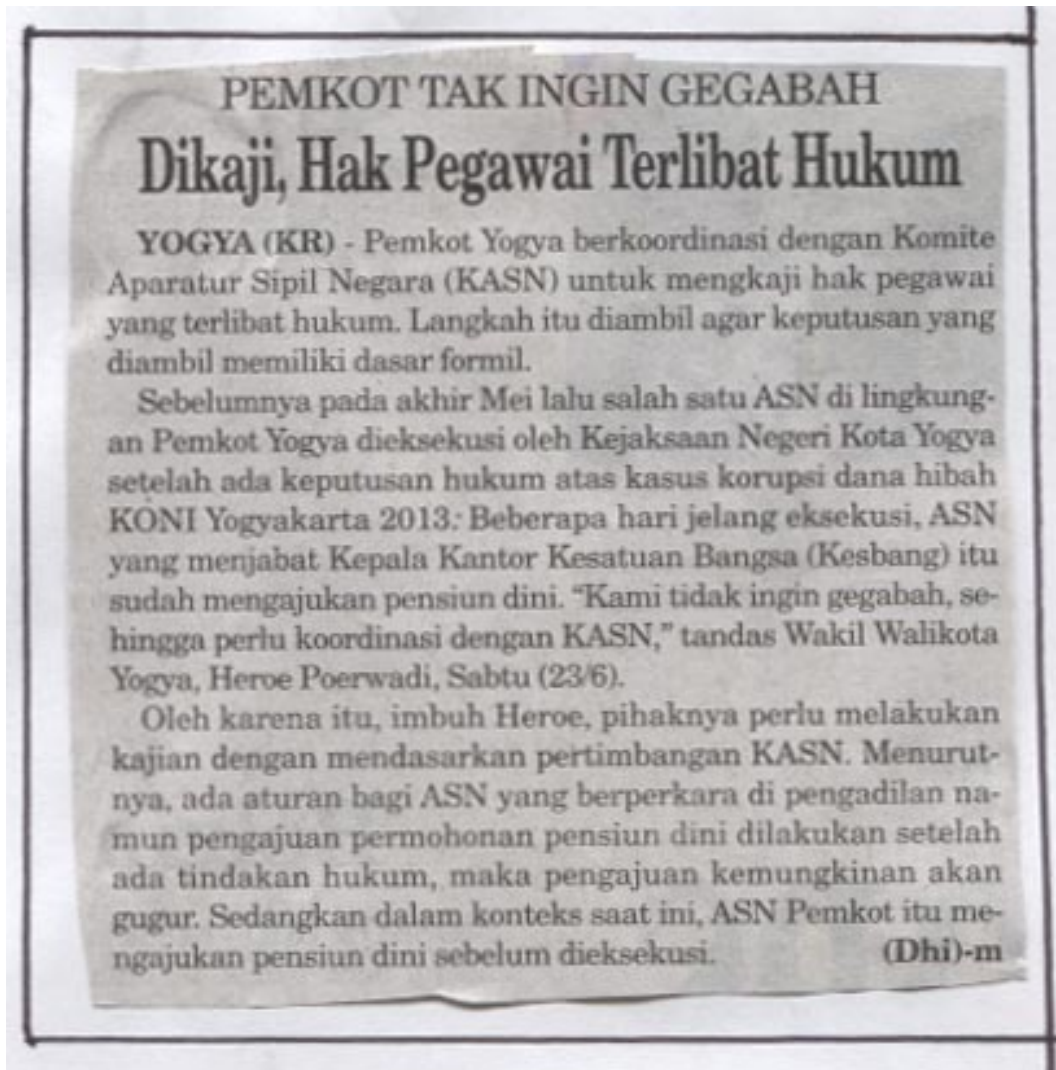 PEMKOT TAK INGIN GEGABAH
Dikaji, Hak Pegawai Terlibat Hukum
YOGYA (KR) - Pemkot Yogya berkoordinasi dengan Komite
Aparatur Sipil Negara (KASN) untuk mengkaji hak pegawai
yang terlibat hukum. Langkah itu diambil agar keputusan yang
diambil memiliki dasar formil.
Sebelumnya pada akhir Mei lalu salah satu ASN di lingkung-
an Pemkot Yogya dieksekusi oleh Kejaksaan Negeri Kota Yogya
setelah ada keputusan hukum atas kasus korupsi dana hibah
KONI Yogyakarta 2013. Beberapa hari jelang eksekusi, ASN
yang menjabat Kepala Kantor Kesatuan Bangsa (Kesbang) itu
sudah mengajukan pensiun dini. “Kami tidak ingin gegabah, se-
hingga perlu koordinasi dengan KASN,” tandas Wakil Walikota
Yogya, Heroe Poerwadi, Sabtu (23/6).
Oleh karena itu, imbuh Heroe, pihaknya perlu melakukan
kajian dengan mendasarkan pertimbangan KASN. Menurut-
nya, ada aturan bagi ASN yang berperkara di pengadilan na-
mun pengajuan permohonan pensiun dini dilakukan setelah
ada tindakan hukum, maka pengajuan kemungkinan akan
gugur. Sedangkan dalam konteks saat ini, ASN Pemkot itu me-
ngajukan pensiun dini sebelum dieksekusi. (Dhi)-m